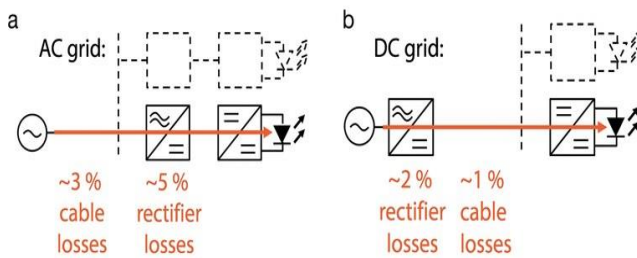 a
AC grid:
~3 %
cable
losses
~5 %
rectifier
losses
b
DC grid:
~2 %
rectifier
losses
~1 %
cable
losses